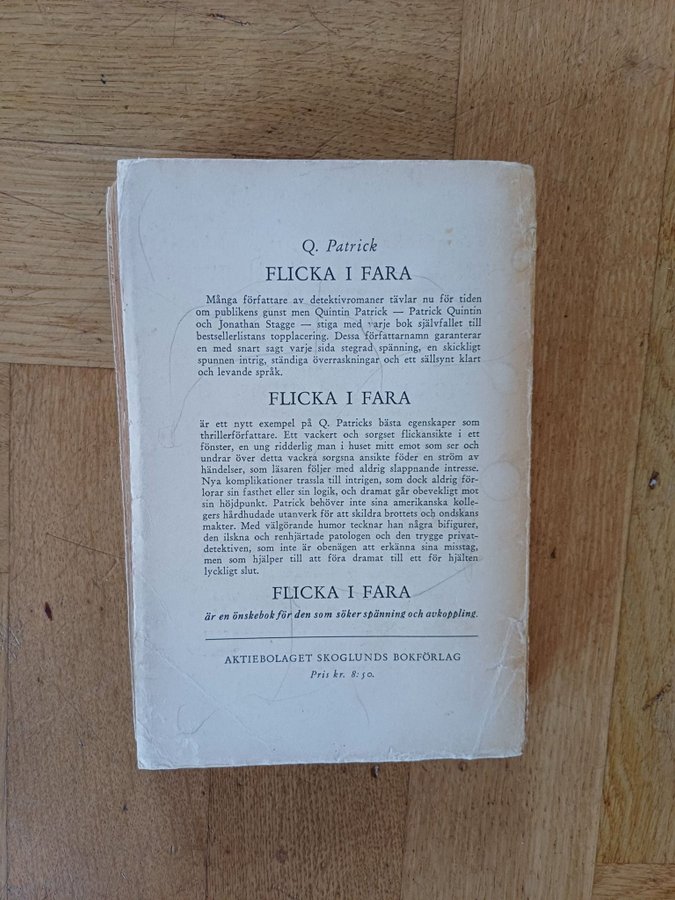 Q. Patrick
FLICKA I FARA
Många författare av detektivromaner tävlar nu för tiden
om publikens gunst men Quintin Patrick — Patrick Quintin
och Jonathan Stagge — stiga med varje bok självfallet till
bestsellerlistans topplacering. Dessa författarnamn garanterar
en med snart sagt varje sida stegrad spänning, en skickligt
spunnen intrig, ständiga överraskningar och ett sällsynt klart
och levande språk.
FLICKA I FARA
är ett nytt exempel på Q. Patricks bästa egenskaper som
thrillerförfattare. Ett vackert och sorgset flickansikte i ett
fönster, en ung ridderlig man i huset mitt emot som ser och
undrar över detta vackra sorgsna ansikte föder en ström av
händelser, som läsaren följer med aldrig slappnande intresse.
Nya komplikationer trassla till intrigen, som dock aldrig för-
lorar sin fasthet eller sin logik, och dramat går obevekligt mot
sin höjdpunkt. Patrick behöver inte sina amerikanska kolle-
gers hårdhudade utanverk för att skildra brottets och ondskans
makter. Med välgörande humor tecknar han några bifigurer,
den ilskna och renhjärtade patologen och den trygge privat-
detektiven, som inte är obenägen att erkänna sina misstag,
men som hjälper till att föra dramat till ett för hjälten
lyckligt slut.
FLICKA I FARA
är en önskebok för den som söker spänning och avkoppling.
AKTIEBOLAGET SKOGLUNDS BOKFÖRLAG
Pris kr. 8:50.